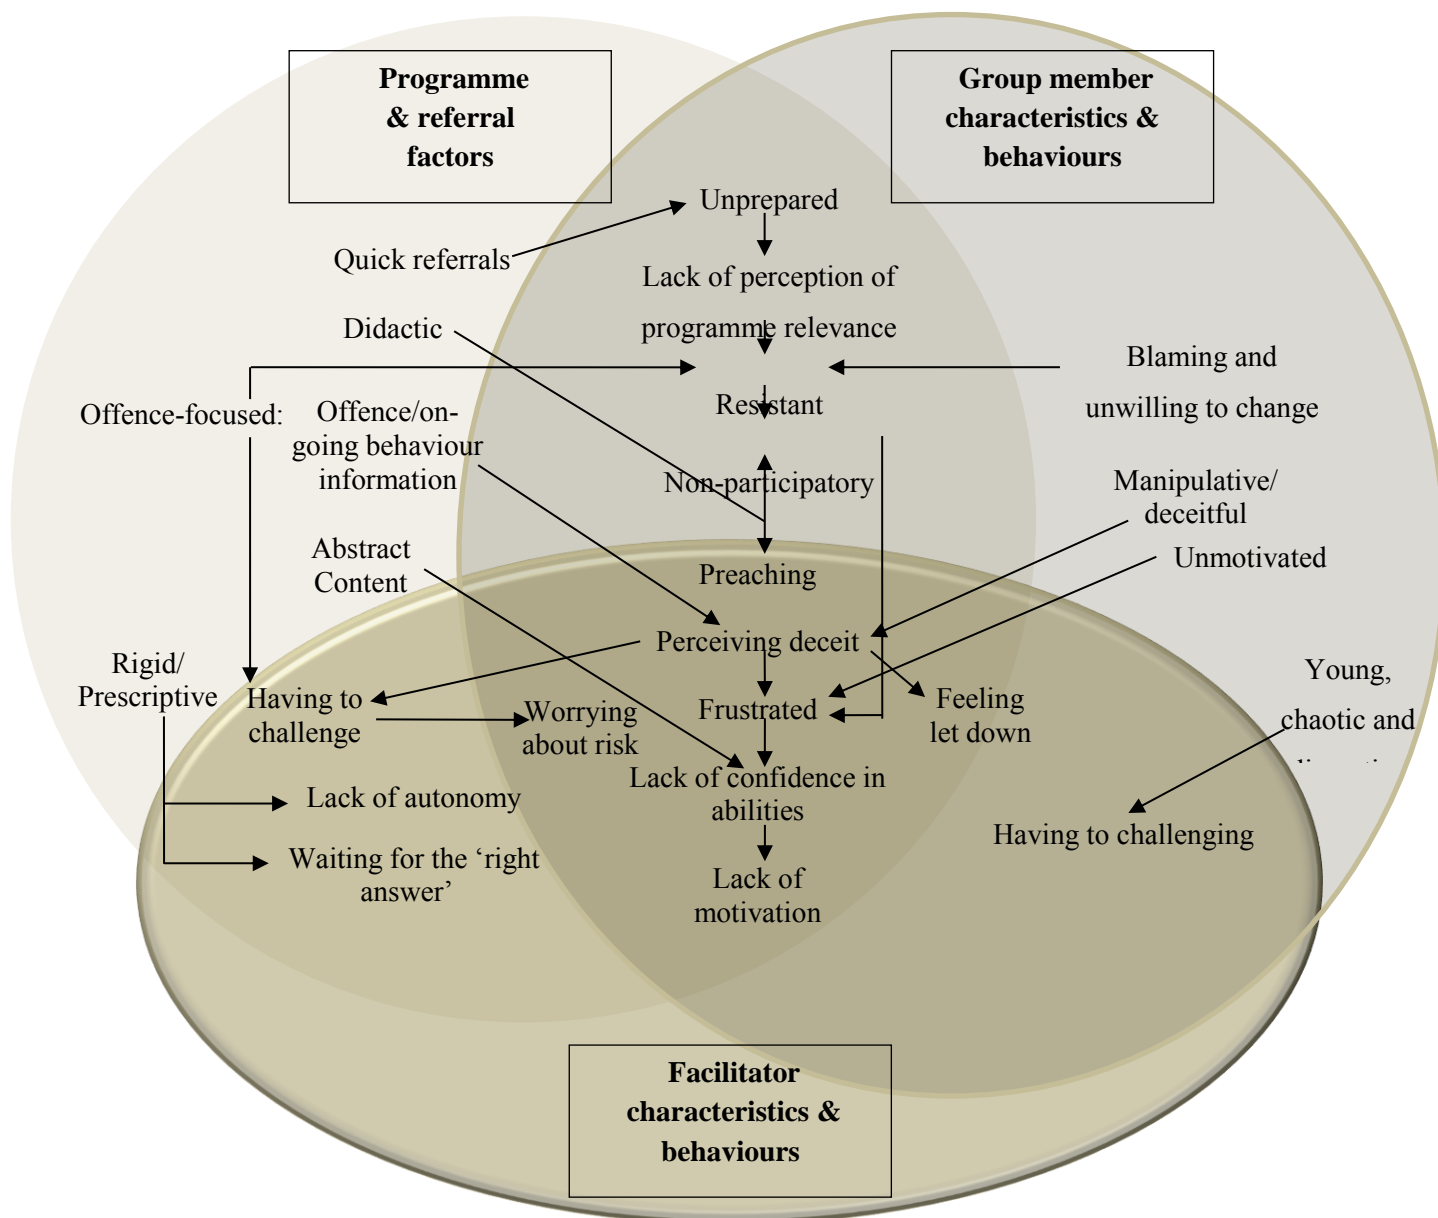 Programme
& referral
factors
Group member
characteristics &
behaviours
Unprepared
Quick referrals
Lack of perception of
programme relevance
Didactic
Blaming and
unwilling to change
Resistant
Offence-focused:
Offence/on-
going behaviour
information
Non-participatory
Manipulative/
deceitful
Abstract
Content
Unmotivated
Preaching
Perceiving deceit
Rigid/
Prescriptive
Young,
chaotic and
Having to
challenge
Worrying
about risk
Frustrated
Feeling
let down
Lack of confidence in
abilities
Lack of autonomy
Having to challenging
Waiting for the ‘right
answer’
Lack of
motivation
Facilitator
characteristics &
behaviours